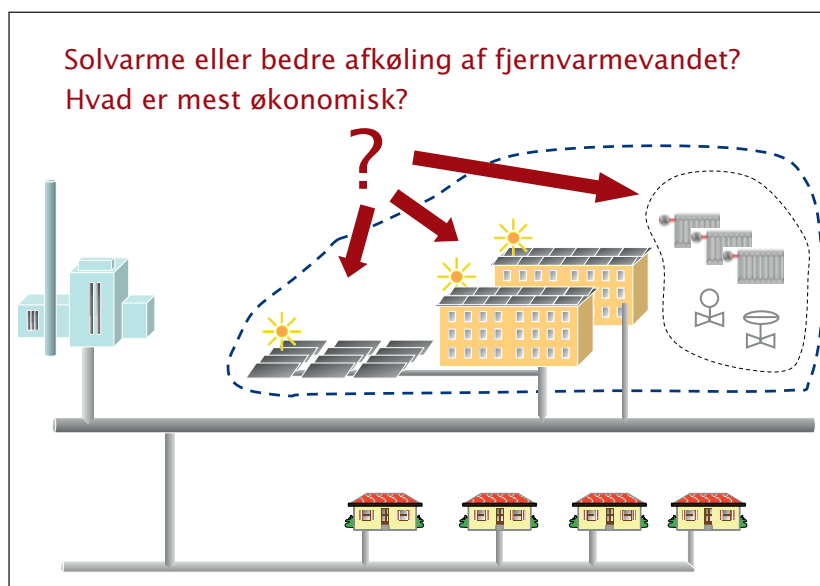 Solvarme eller bedre afkøling af fjernvarmevandet?
Hvad er mest økonomisk?
?